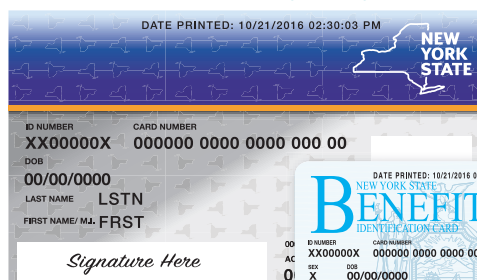 DATE PRINTED: 10/21/2016 02:30:03 PM
NEW
YORK
STATE
ID NUMBER CARD NUMBER
XX00000X 000000 0000 0000 000 00
DOB
00/00/0000
LAST NAME LSTN
FIRST NAME/ M.I. FRST
Signature Here
DATE PRINTED: 10/21/2016 0
NEW YORK STATE
BENEFIT
IDENTIFICATION CARD
ID NUMBER CARD NUMBER
XX00000X 000000 0000 0000 00
SEX DOB
X 00/00/0000